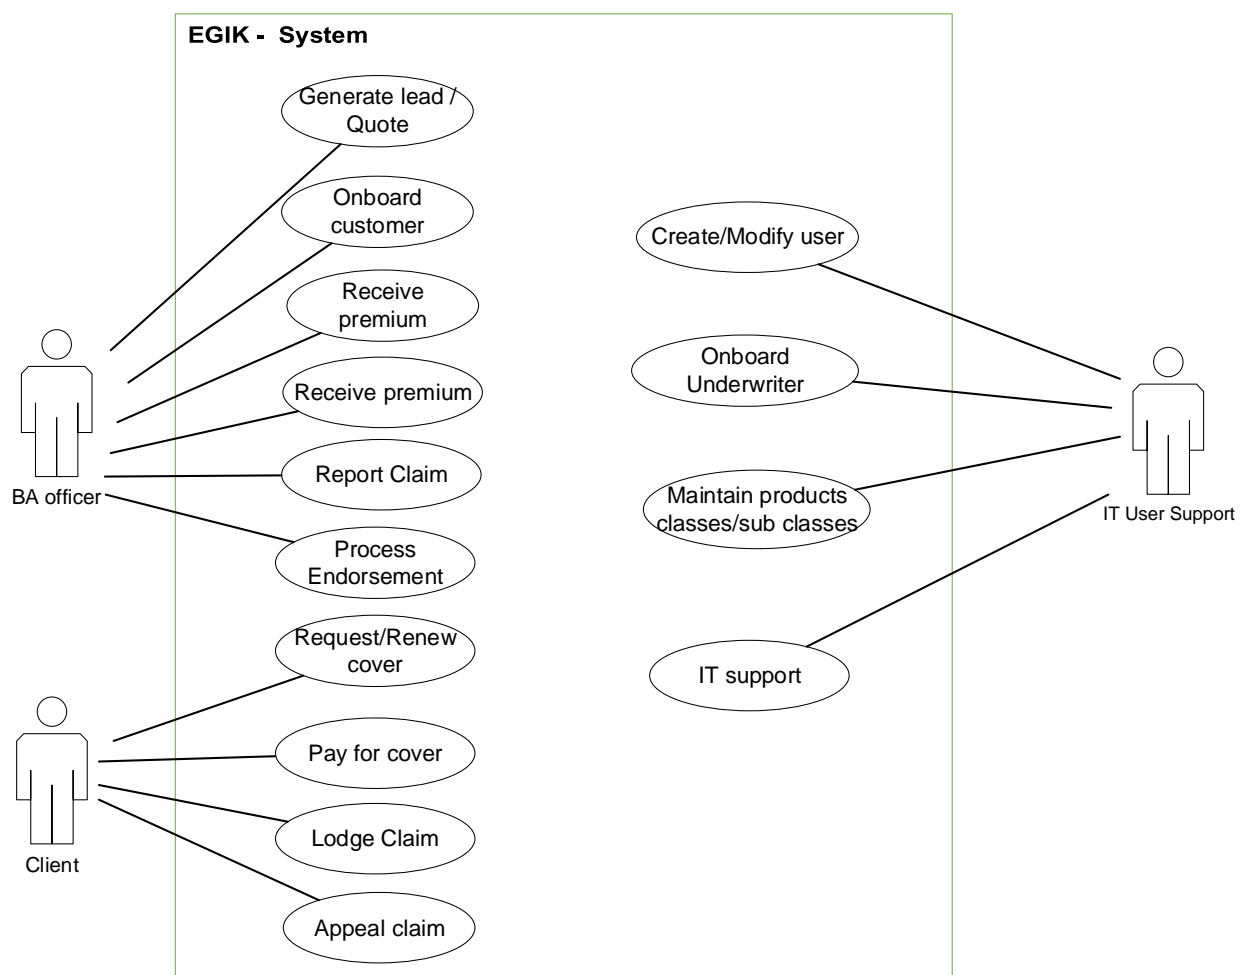 EGIK - System
Generate lead /
Quote
Onboard
customer
Receive
premium
Receive premium
Report Claim
Process
Endorsement
BA officer
Request/Renew
cover
Pay for cover
Lodge Claim
Appeal claim
Client
Create/Modify user
Onboard
Underwriter
Maintain products
classes/sub classes
IT support
IT User Support